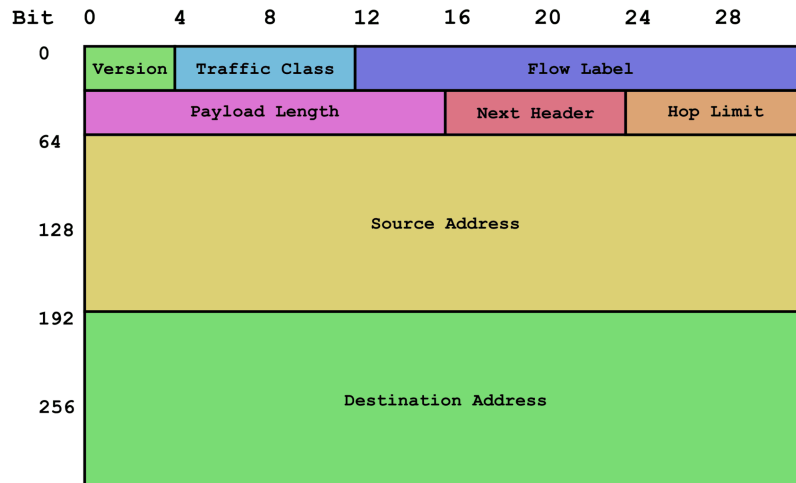 Bit 0 4 8 12 16 20 24 28
0
Version Traffic Class Flow Label
Payload Length Next Header Hop Limit
64
Source Address
128
192
Destination Address
256